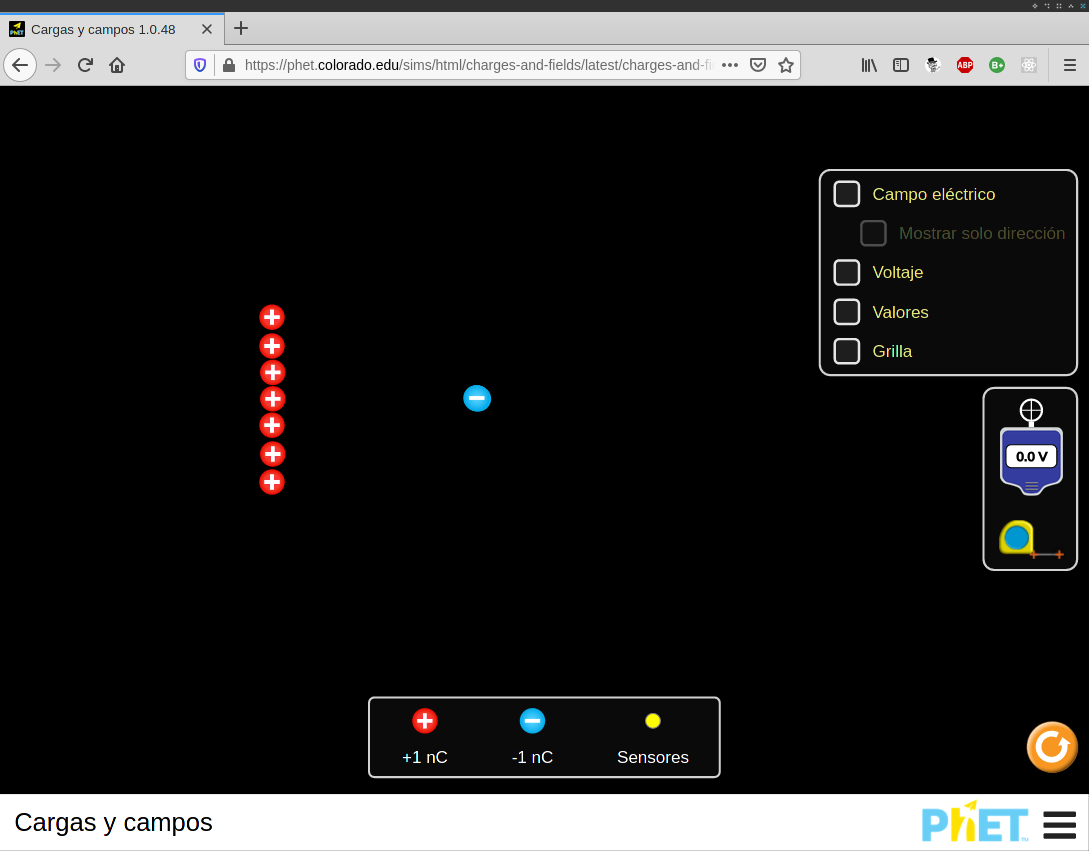 Cargas y campos 1.0.48
https://phet.colorado.edu/sims/html/charges-and-fields/latest/charges-and-fi
ABP
B+
Campo eléctrico
Mostrar solo dirección
Voltaje
Valores
Grilla
0.0 V
+1 nC
-1 nC
Sensores
Cargas y campos
PhET